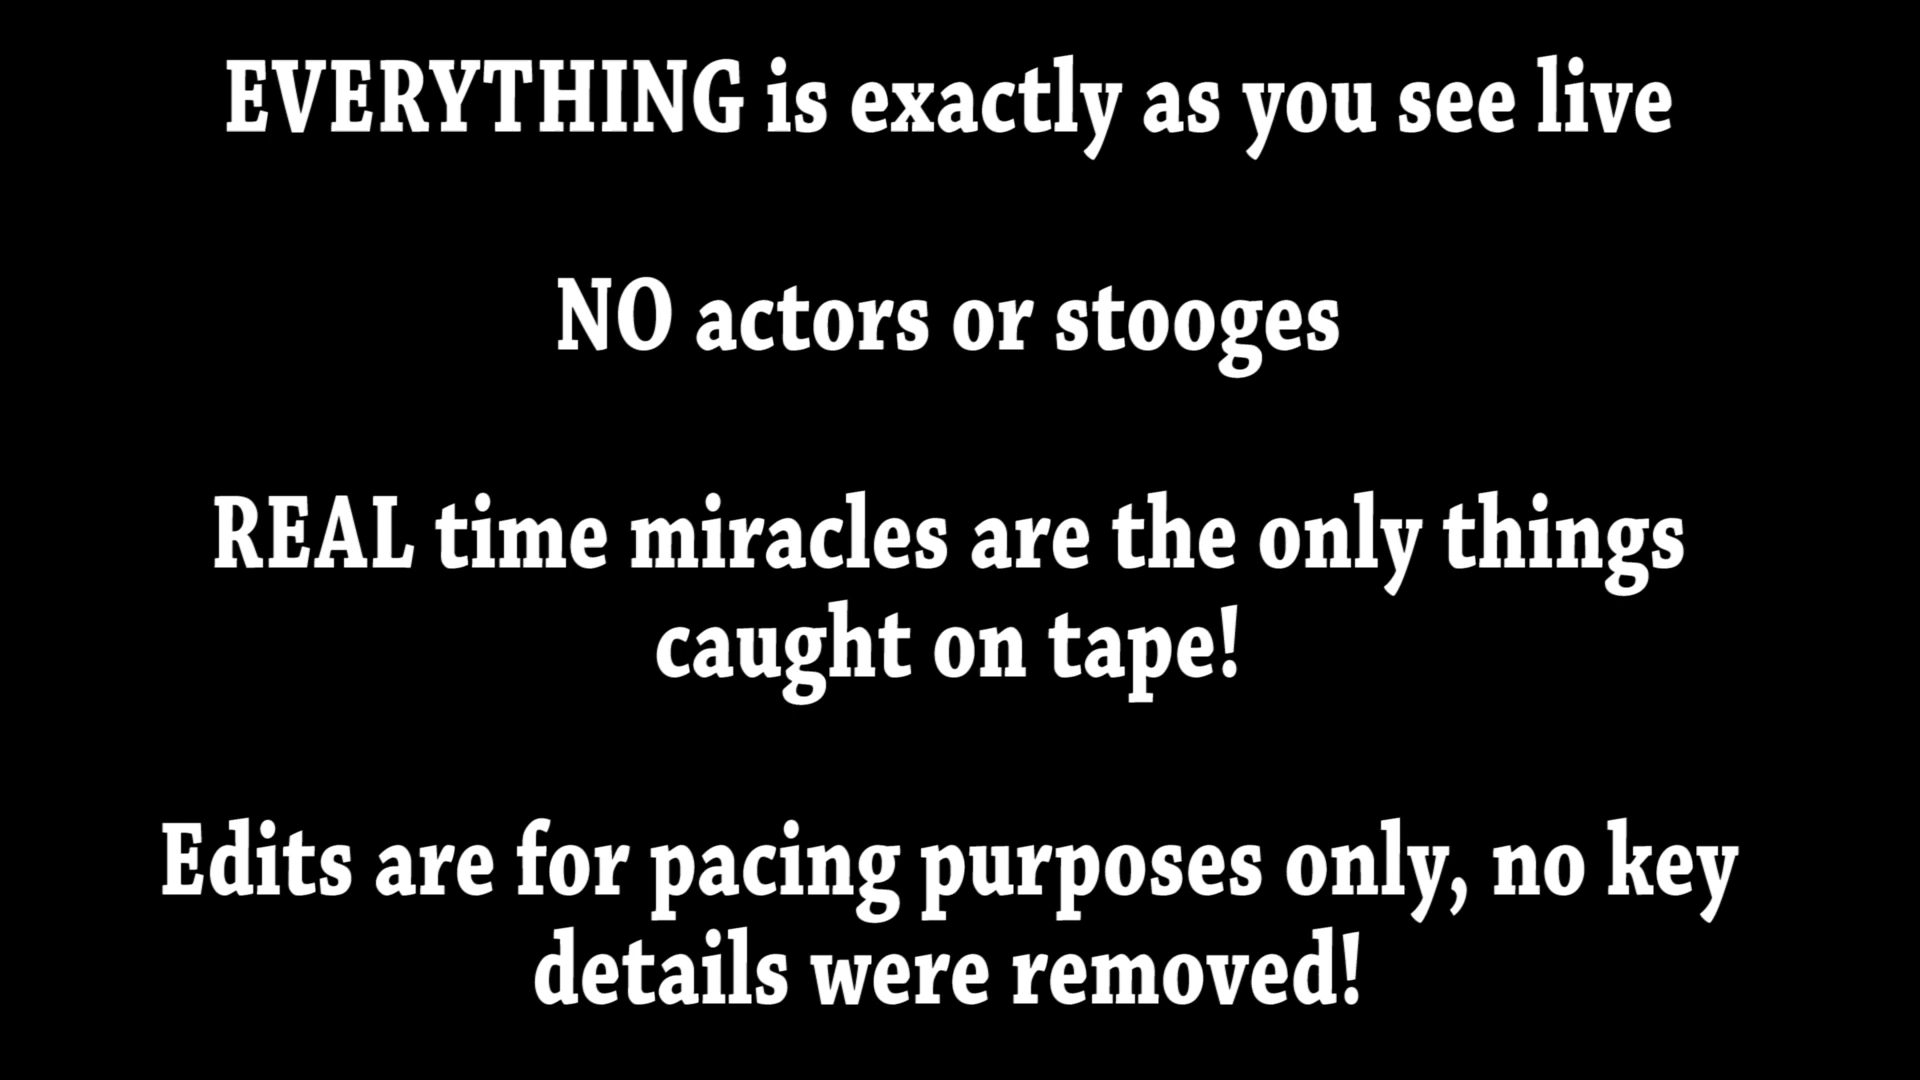 EVERYTHING is exactly as you see live
NO actors or stooges
REAL time miracles are the only things
caught on tape!
Edits are for pacing purposes only, no key
details were removed!